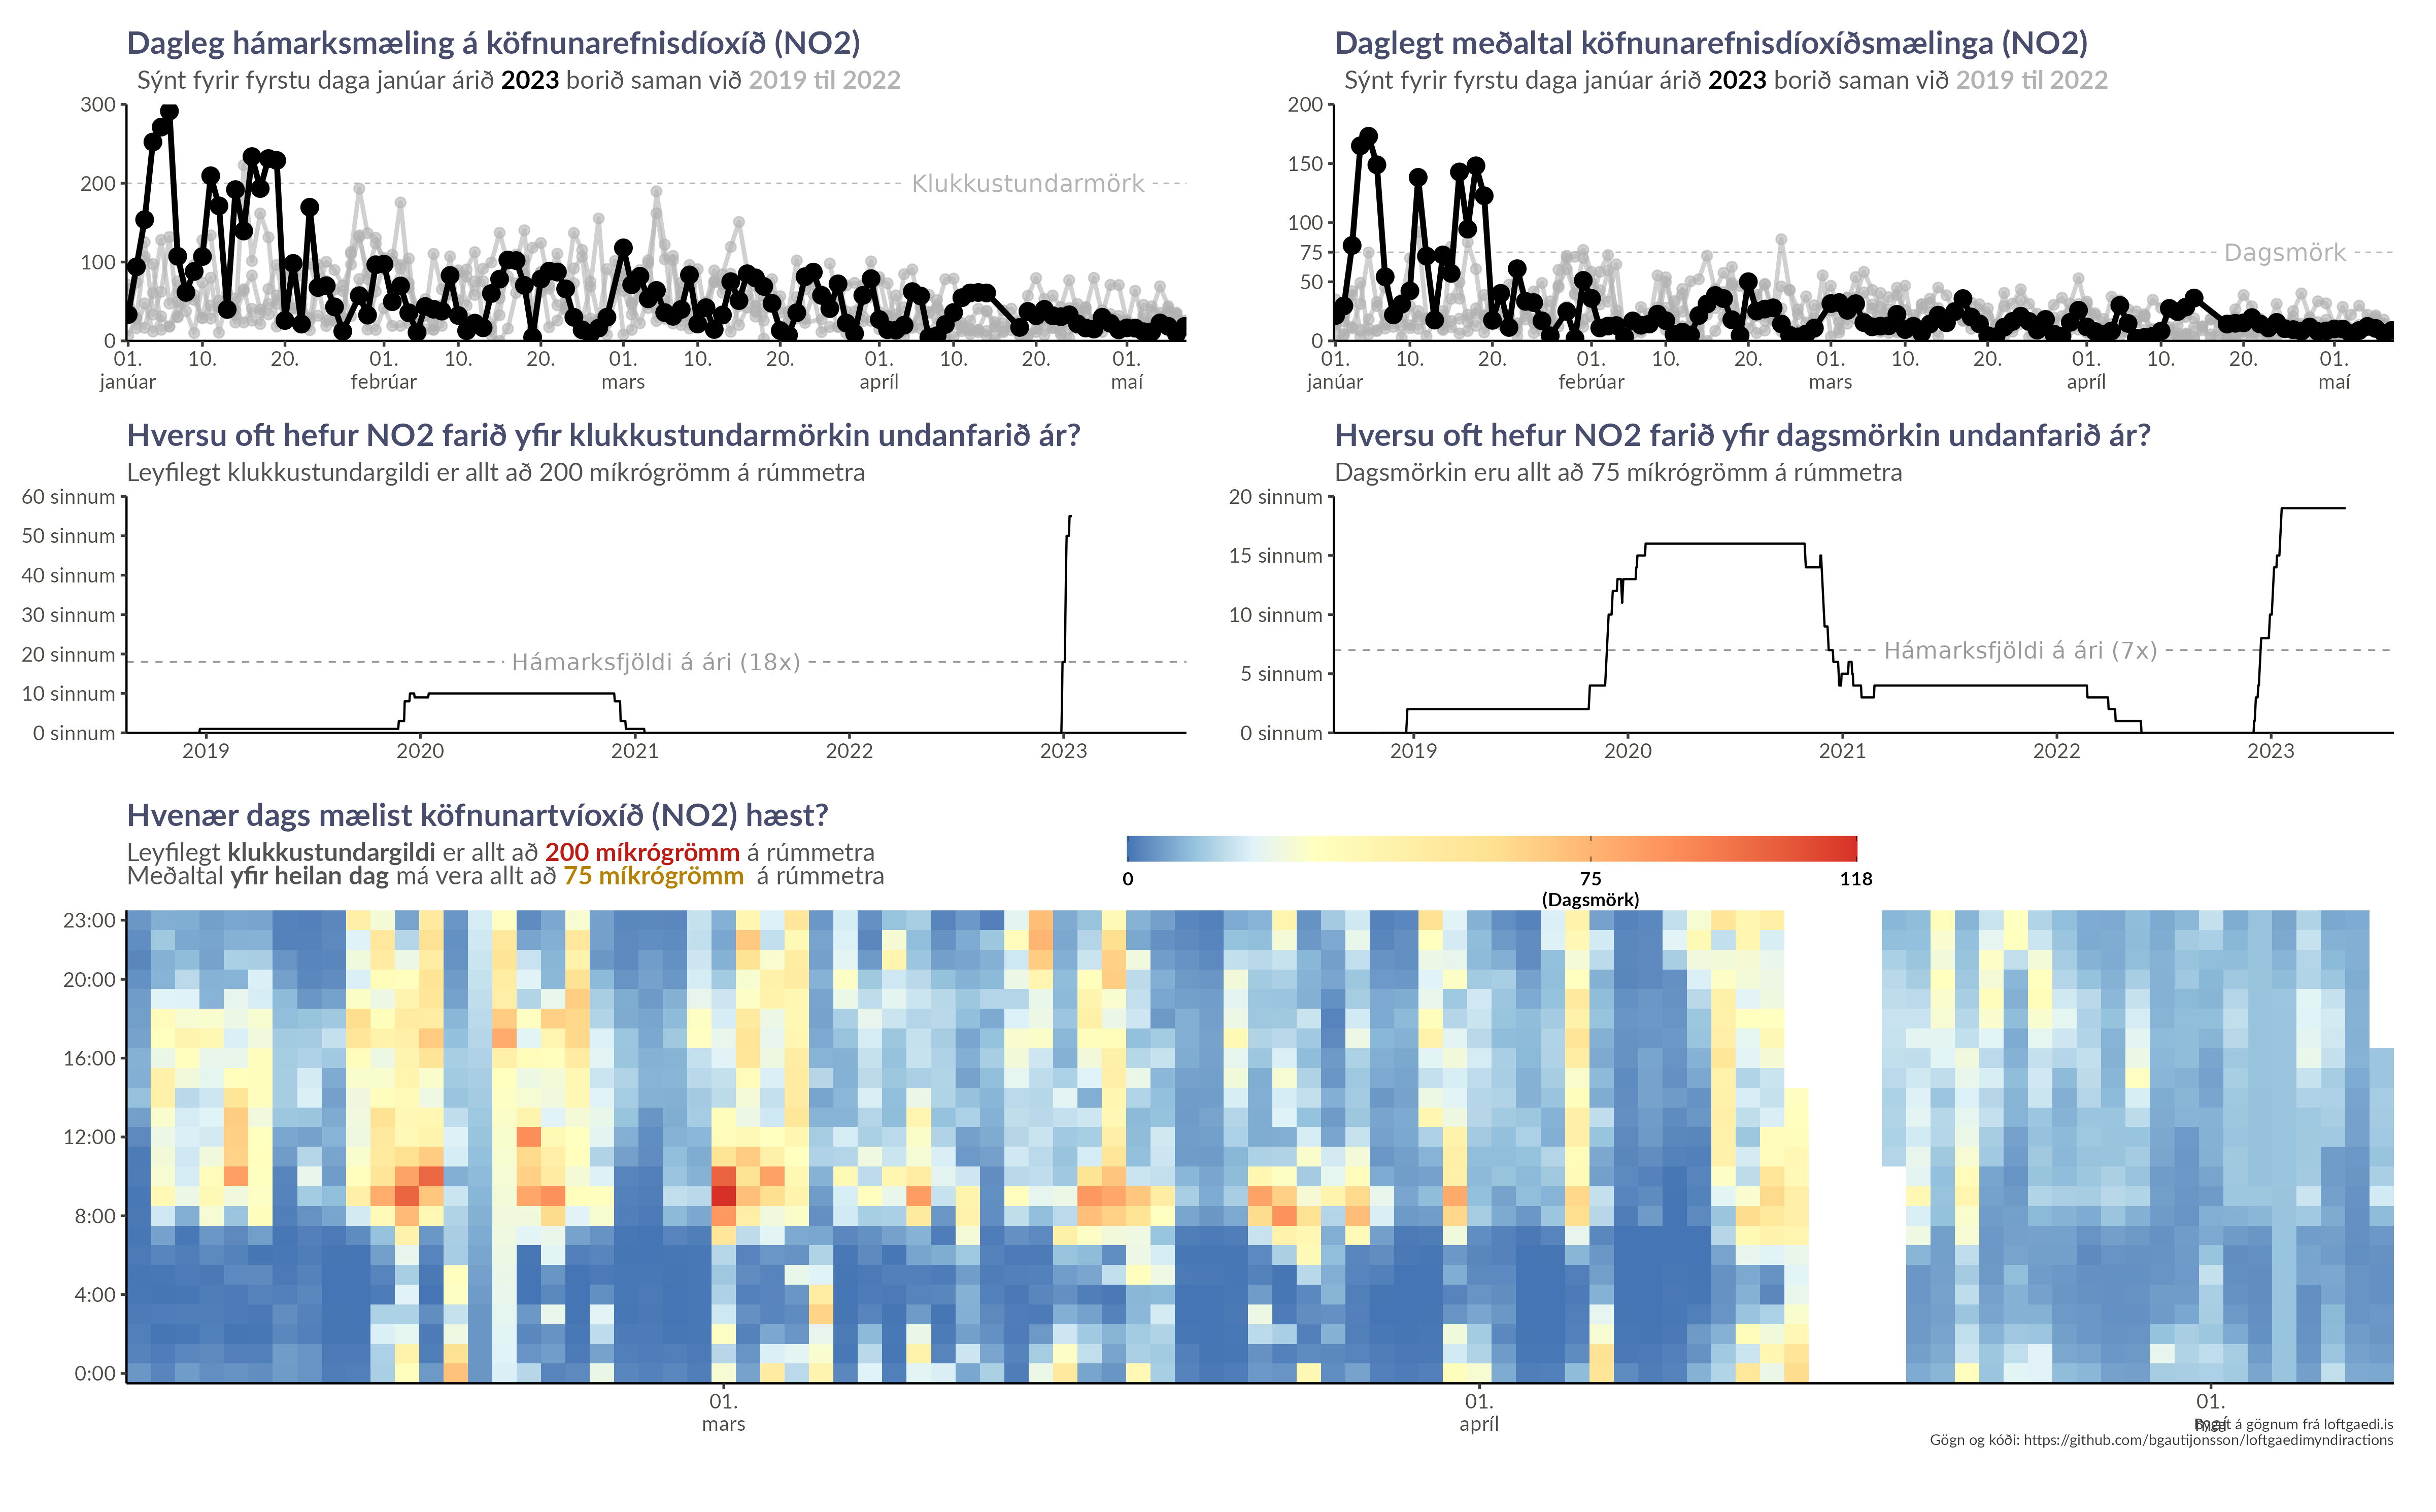 Dagleg hámarksmæling á köfnunarefnisdíoxíð (NO2)
Sýnt fyrir fyrstu daga janúar árið 2023 borið saman við 2019 til 2022
300
200
100
0
Klukkustundarmörk
01. 10. 20. 01. 10. 20. 01. 10. 20. 01. 10. 20. 01.
janúar febrúar mars apríl maí
Daglegt meðaltal köfnunarefnisdíoxíðsmælinga (NO2)
Sýnt fyrir fyrstu daga janúar árið 2023 borið saman við 2019 til 2022
200
150
100
75
50
0
Dagsmörk
01. 10. 20. 01. 10. 20. 01. 10. 20. 01. 10. 20. 01.
janúar febrúar mars apríl maí
Hversu oft hefur NO2 farið yfir klukkustundarmörkin undanfarið ár?
Leyfilegt klukkustundargildi er allt að 200 míkrógrömm á rúmmetra
60 sinnum
50 sinnum
40 sinnum
30 sinnum
20 sinnum
10 sinnum
0 sinnum
Hámarksfjöldi á ári (18x)
2019 2020 2021 2022 2023
Hversu oft hefur NO2 farið yfir dagsmörkin undanfarið ár?
Dagsmörkin eru allt að 75 míkrógrömm á rúmmetra
20 sinnum
15 sinnum
10 sinnum
5 sinnum
0 sinnum
Hámarksfjöldi á ári (7x)
2019 2020 2021 2022 2023
Hvenær dags mælist köfnunartvíoxíð (NO2) hæst?
Leyfilegt klukkustundargildi er allt að 200 míkrógrömm á rúmmetra
Meðaltal yfir heilan dag má vera allt að 75 míkrógrömm á rúmmetra
0 75 118
(Dagsmörk)
23:00
20:00
16:00
12:00
8:00
4:00
0:00
01. 01. 01.
mars apríl
á gögnum frá loftgaedi.is
Gögn og kóði: https://github.com/bgautijonsson/loftgaedimyndiractions